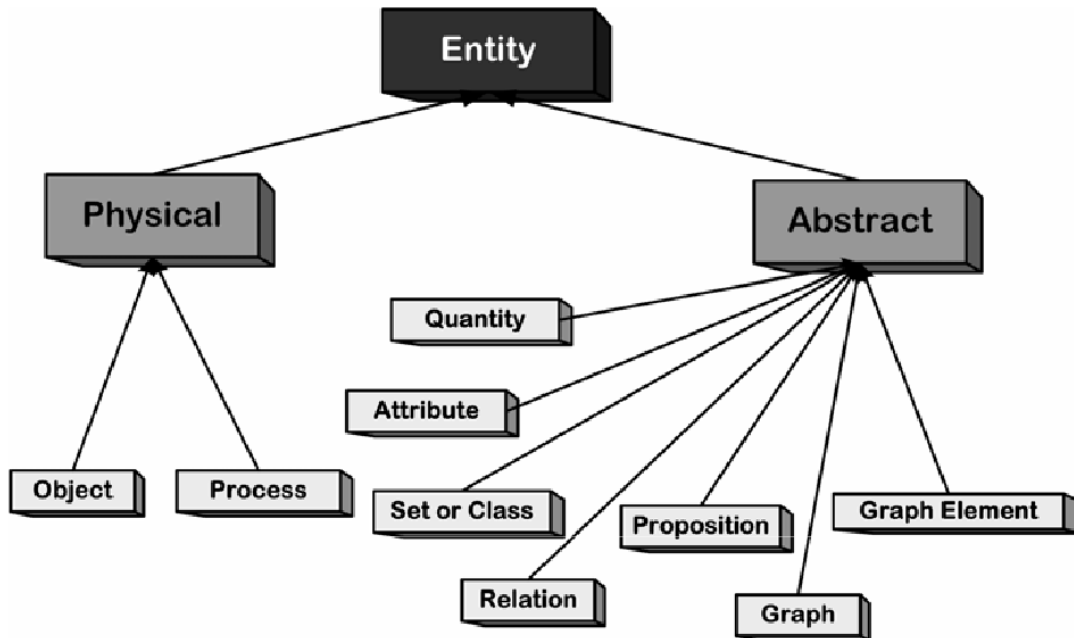 Entity
Physical
Abstract
Quantity
Attribute
Object
Process
Set or Class
Proposition
Graph Element
Relation
Graph